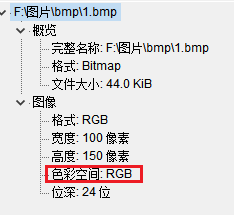 F:\图片\bmp\1.bmp
概览
完整名称: F:\图片\bmp\1.bmp
格式: Bitmap
文件大小: 44.0 KiB
图像
格式: RGB
宽度: 100 像素
高度: 150 像素
色彩空间: RGB
位深: 24 位